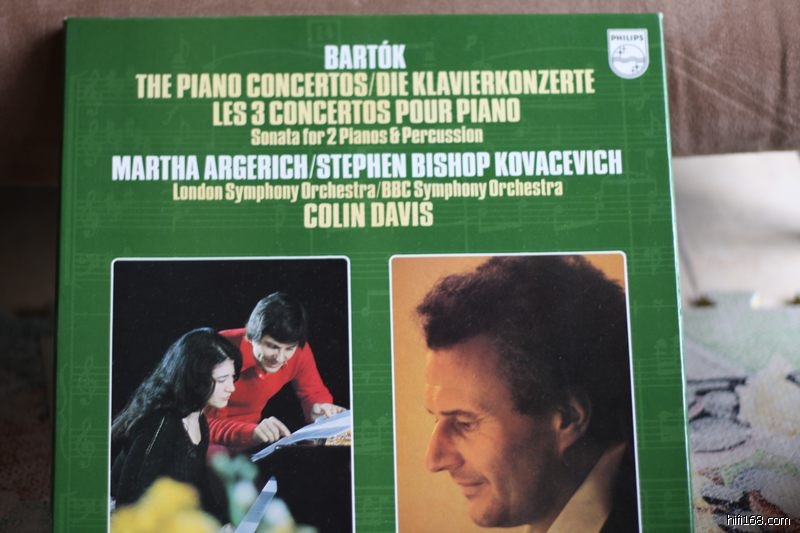 PHILIPS
BARTÓK
THE PIANO CONCERTOS/DIE KLAVIERKONZERTE
LES 3 CONCERTOS POUR PIANO
Sonata for 2 Pianos & Percussion
MARTHA ARGERICH/STEPHEN BISHOP KOVACEVICH
London Symphony Orchestra/BBC Symphony Orchestra
COLIN DAVIS
hifi168.com